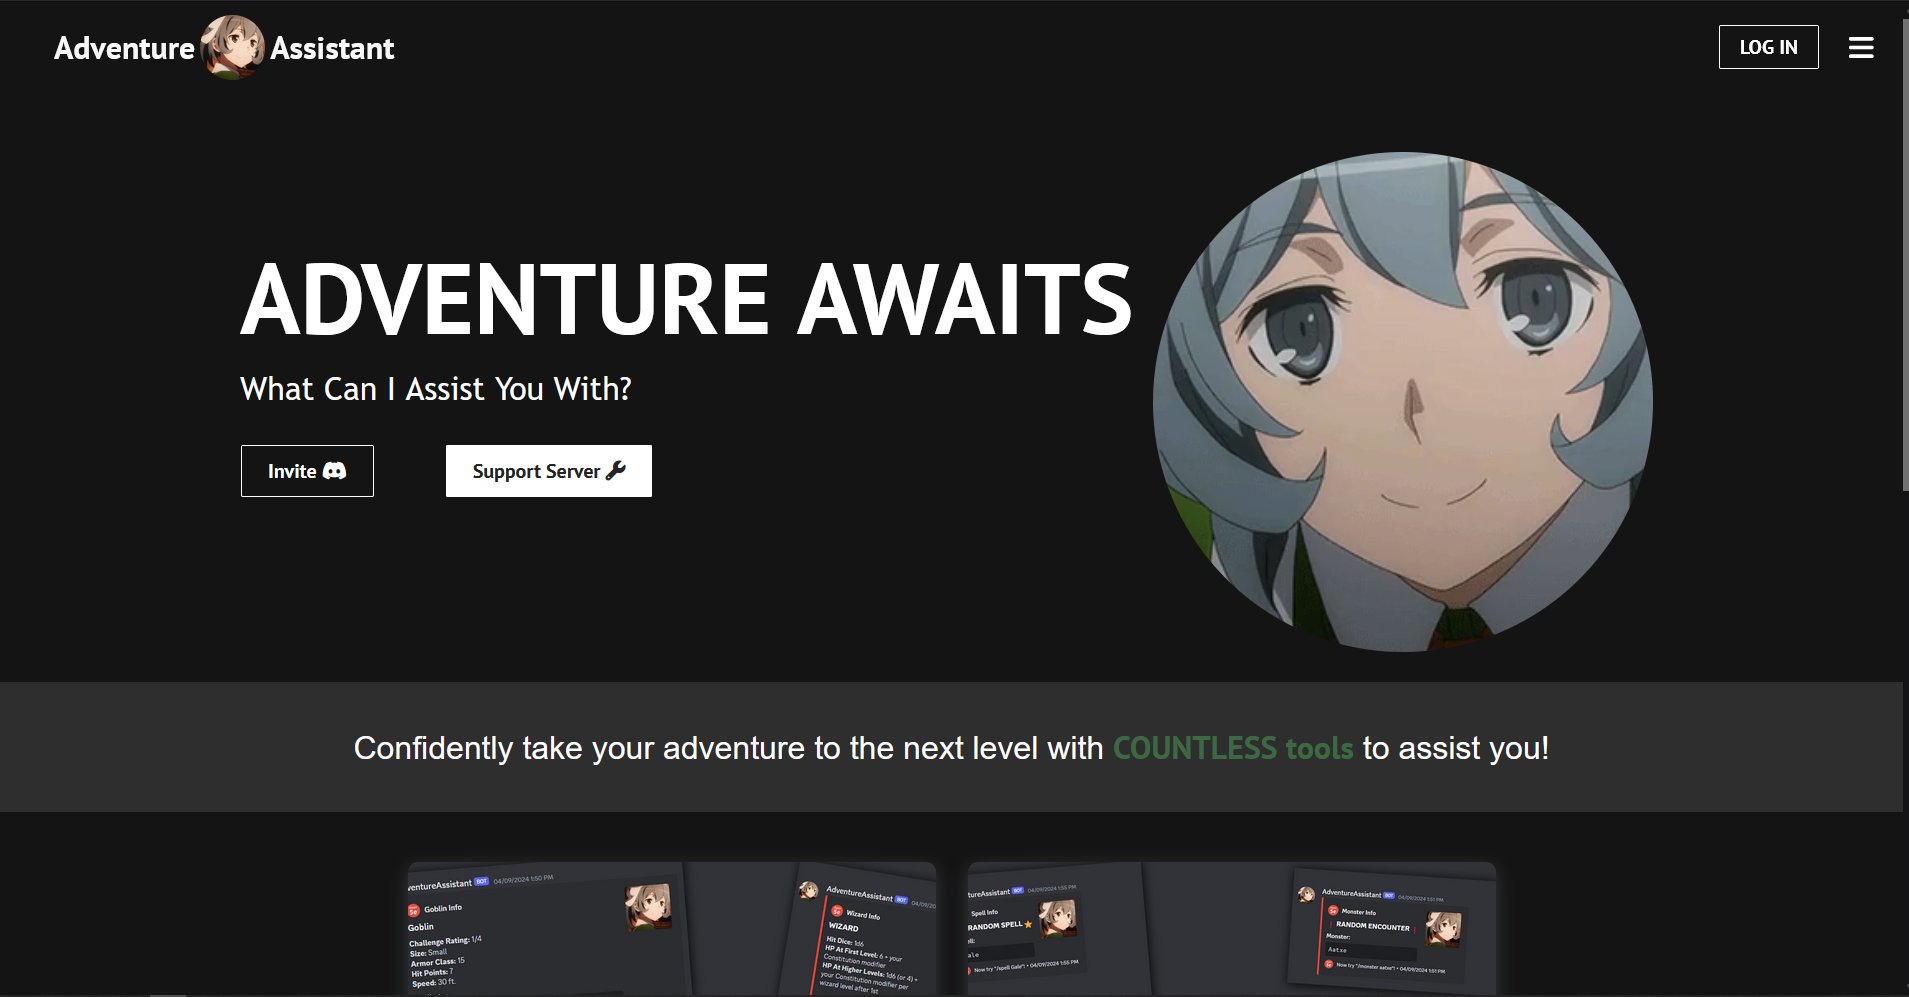 Adventure Assistant
LOG IN
ADVENTURE AWAITS
What Can I Assist You With?
Invite
Support Server
Confidently take your adventure to the next level with COUNTLESS tools to assist you!
ventureAssistant BOT 04/09/2024 1:50 PM
5e Goblin Info
Goblin
Challenge Rating: 1/4
Size: Small
Armor Class: 15
Hit Points: 7
Speed: 30 ft.
AdventureAssistant BOT 04/09/20
5e Wizard Info
WIZARD
Hit Dice: 1d6
HP At First Level: 6 + your
Constitution modifier
HP At Higher Levels: 1d6 (or 4) +
your Constitution modifier per
wizard level after 1st
tureAssistant BOT 04/09/2024 1:55 PM
Spell Info
RANDOM SPELL
ll:
ale
Now try "/spell Gale"! • 04/09/2024 1:55 PM
AdventureAssistant BOT 04/09/2024 1:51 PM
5e Monster Info
RANDOM ENCOUNTER
Monster:
Aatxe
Now try "/monster aatxe"! • 04/09/2024 1:51 PM